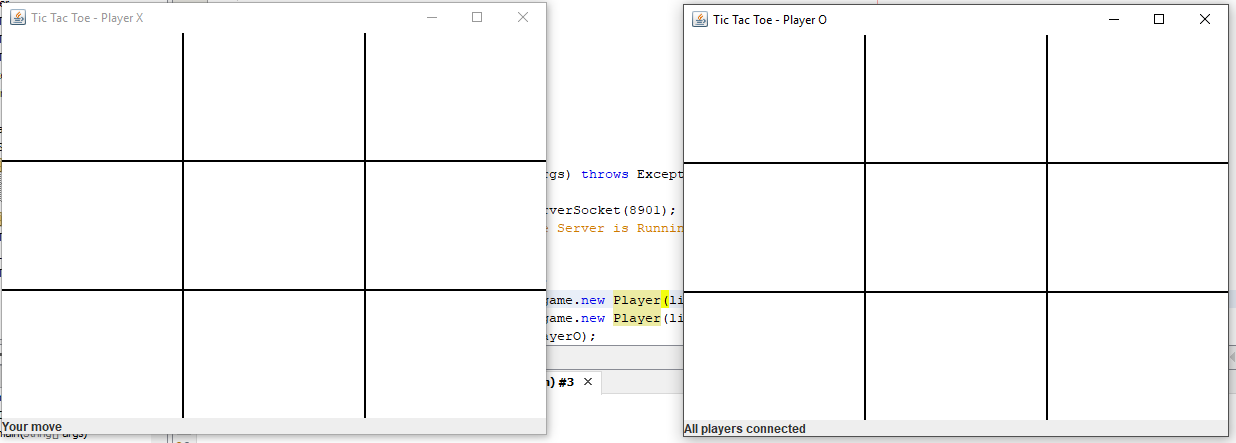 Tic Tac Toe - Player X
Tic Tac Toe - Player O
gs) throws Except
rverSocket(8901);
e Server is Runnin
game.new Player(li
game.new Player(li
ayerO);
) #3
Your move
All players connected
main(String[] args)